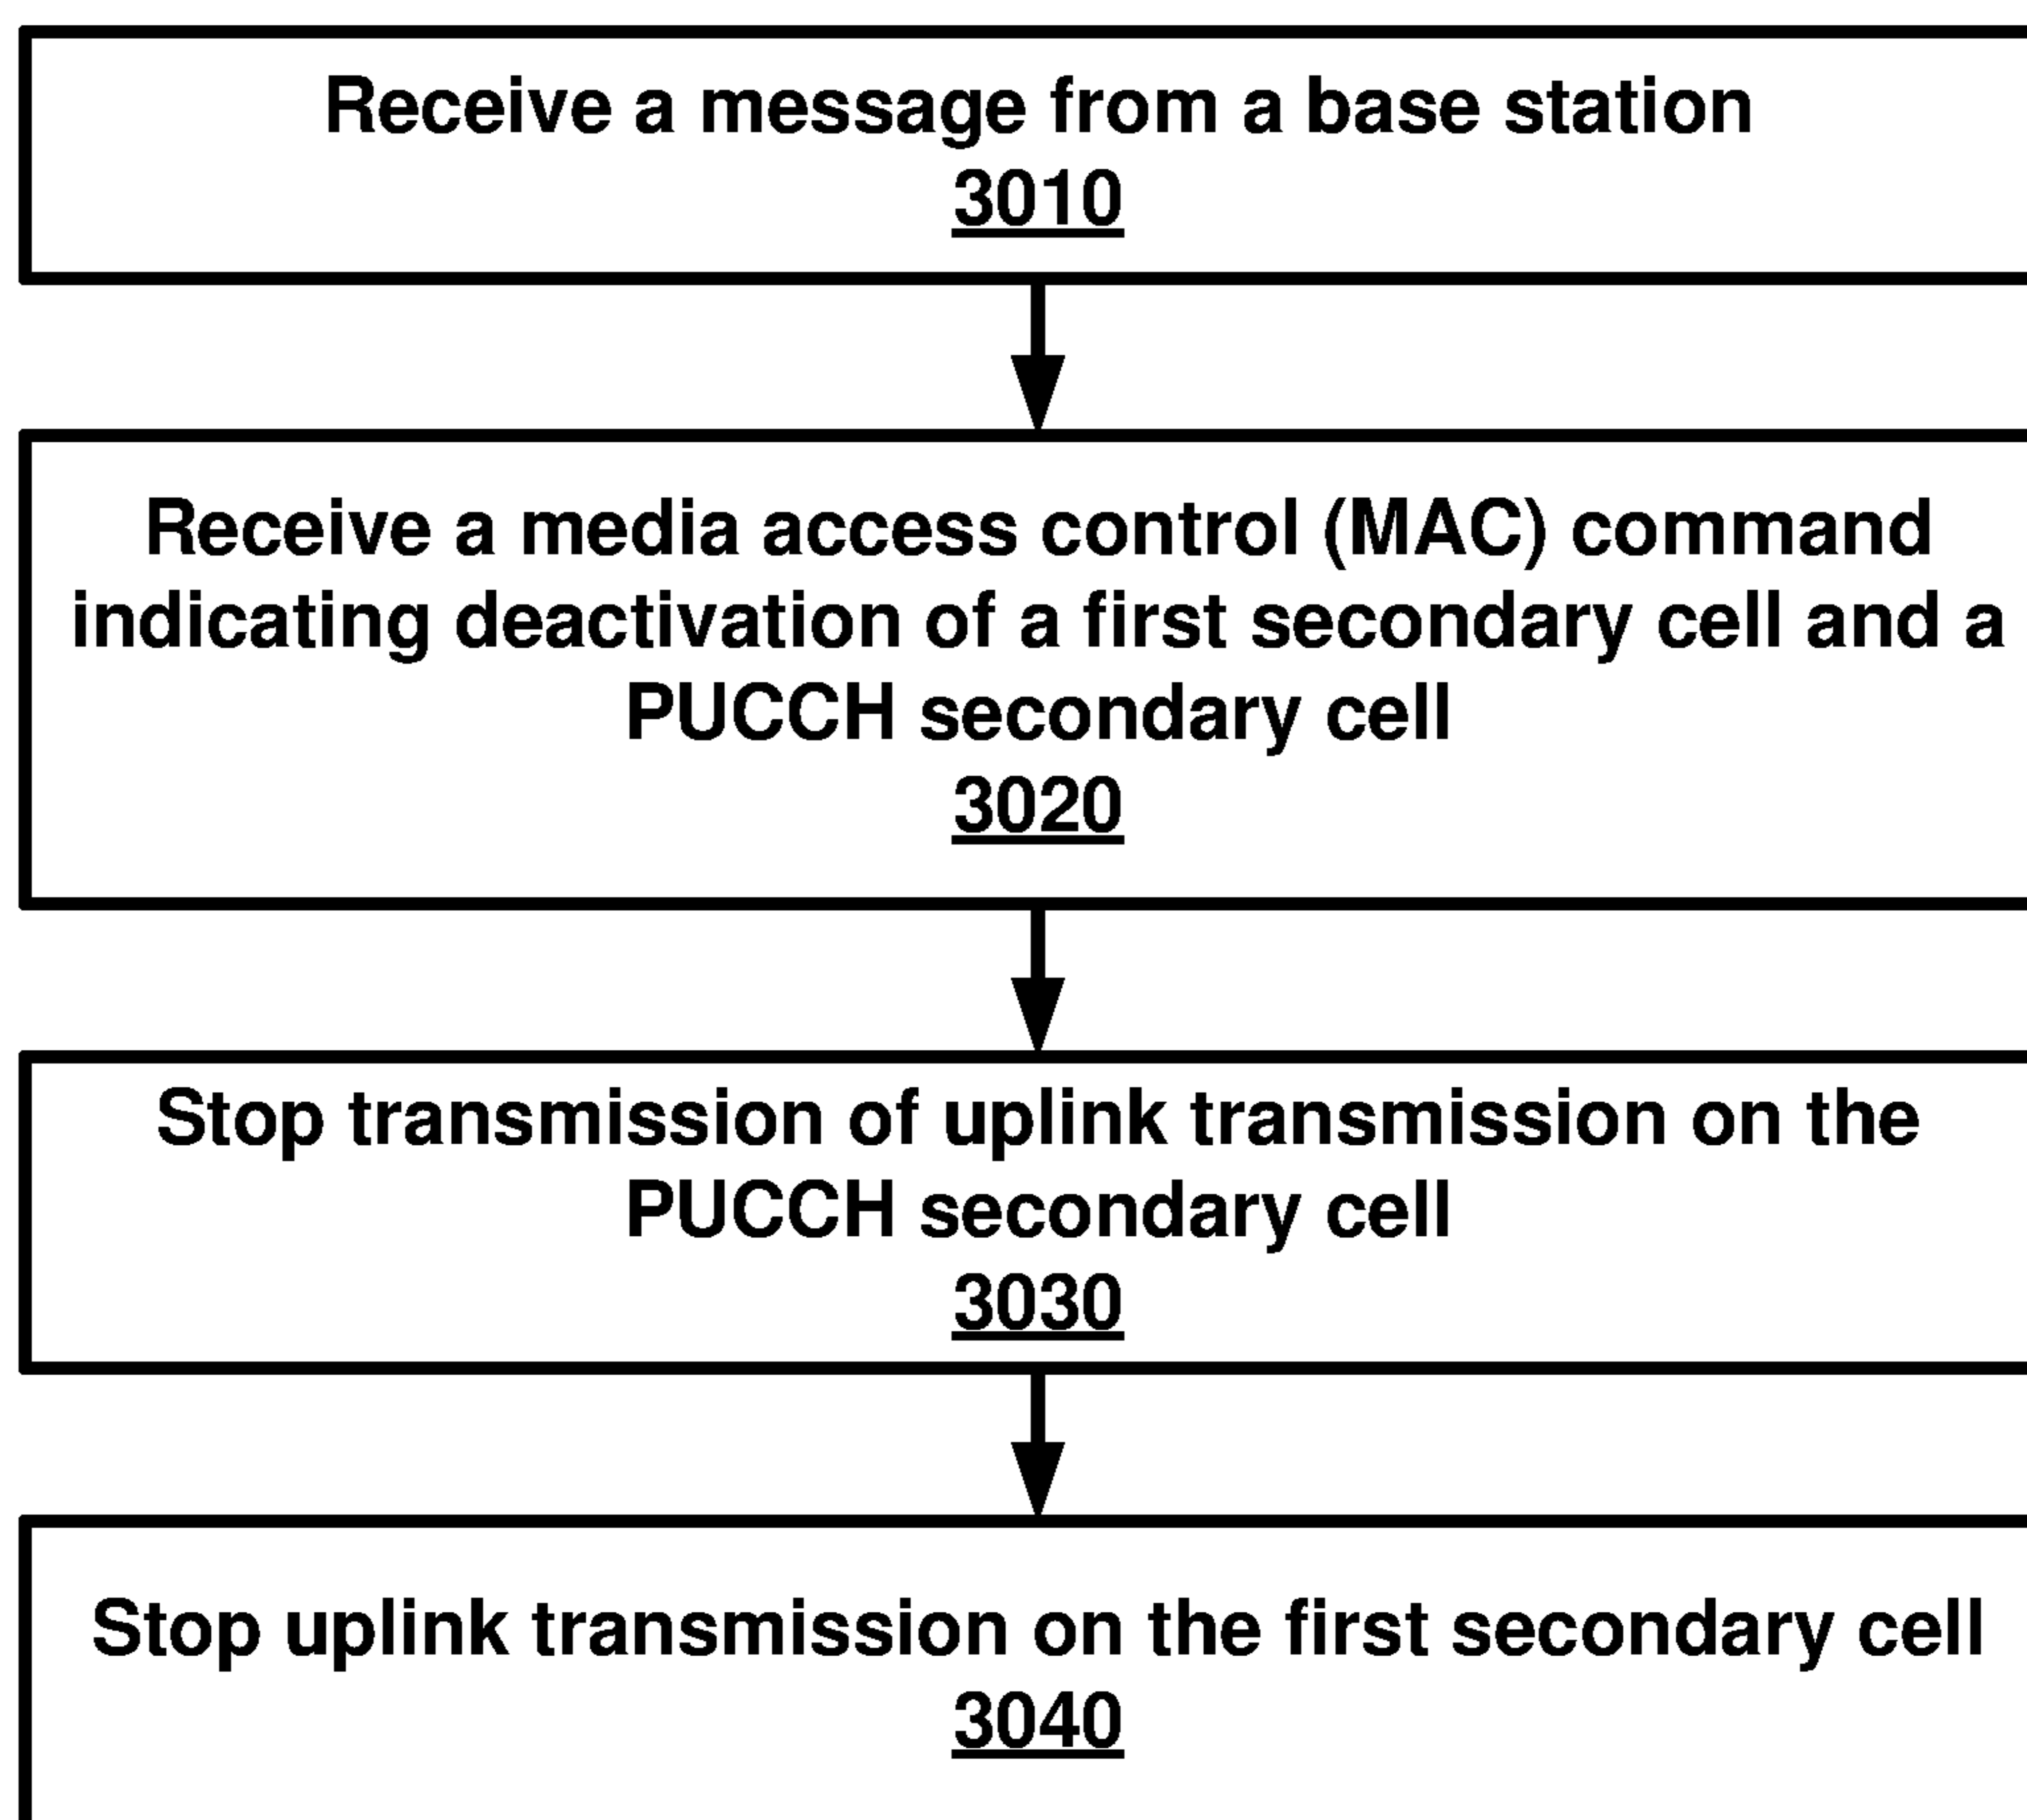 Receive a message from a base station
3010
Receive a media access control (MAC) command
indicating deactivation of a first secondary cell and a
PUCCH secondary cell
3020
Stop transmission of uplink transmission on the
PUCCH secondary cell
3030
Stop uplink transmission on the first secondary cell
3040